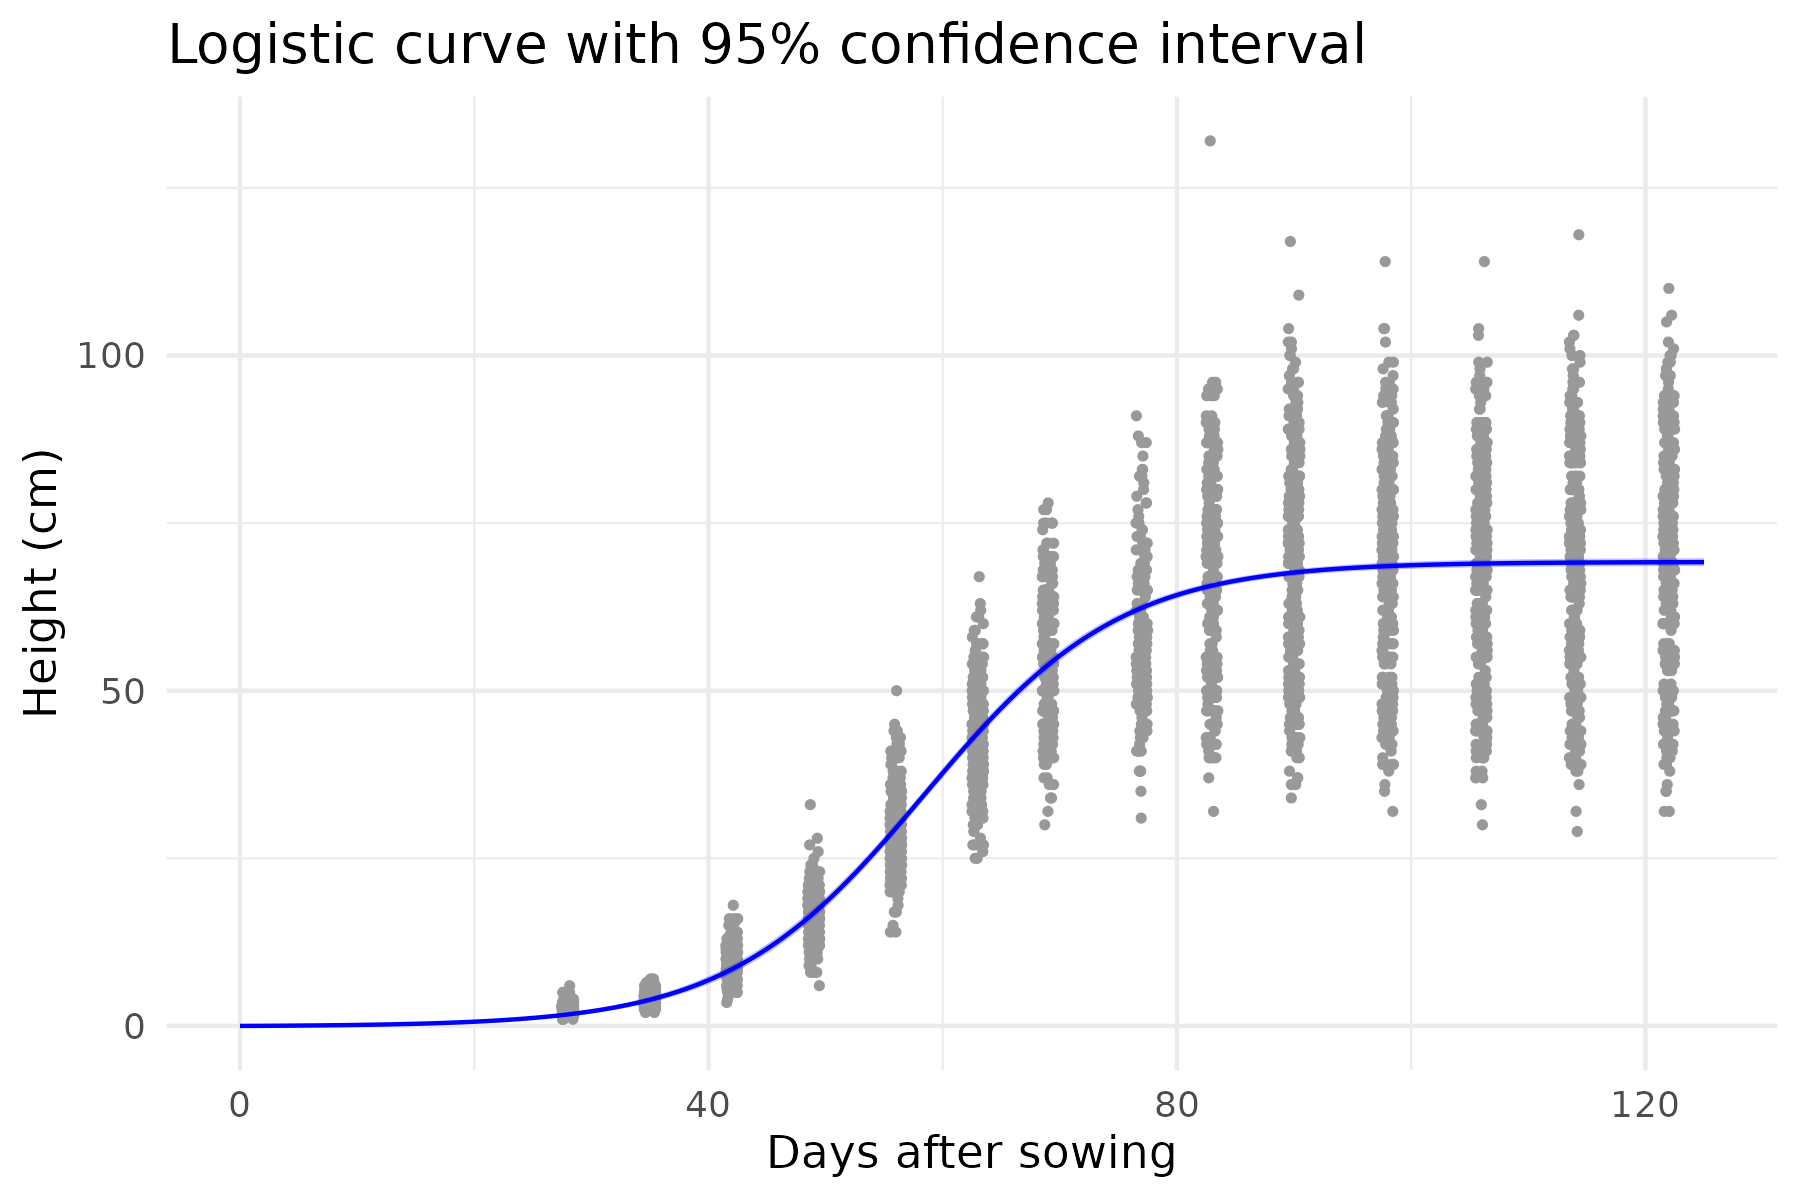 Logistic curve with 95% confidence interval
Height (cm)
100
50
0
0 40 80 120
Days after sowing